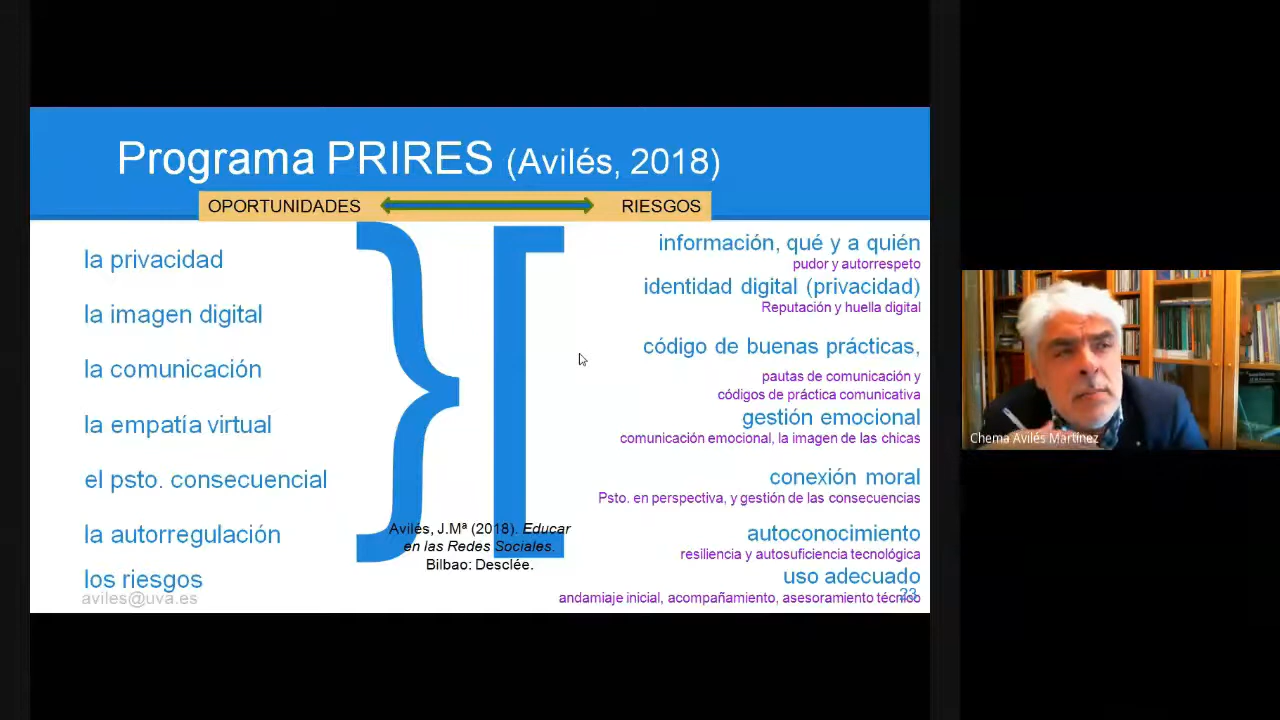 Programa PRIRES (Avilés, 2018)
OPORTUNIDADES RIESGOS
la privacidad
la imagen digital
la comunicación
la empatía virtual
el psto. consecuencial
la autorregulación
los riesgos
aviles@uva.es
Avilés, J.Mª (2018). Educar
en las Redes Sociales.
Bilbao: Desclée.
información, qué y a quién
pudor y autorrespeto
identidad digital (privacidad)
Reputación y huella digital
código de buenas prácticas,
pautas de comunicación y
códigos de práctica comunicativa
gestión emocional
comunicación emocional, la imagen de las chicas
conexión moral
Psto. en perspectiva, y gestión de las consecuencias
autoconocimiento
resiliencia y autosuficiencia tecnológica
uso adecuado
andamiaje inicial, acompañamiento, asesoramiento técnico
23
Chema Avilés Martínez